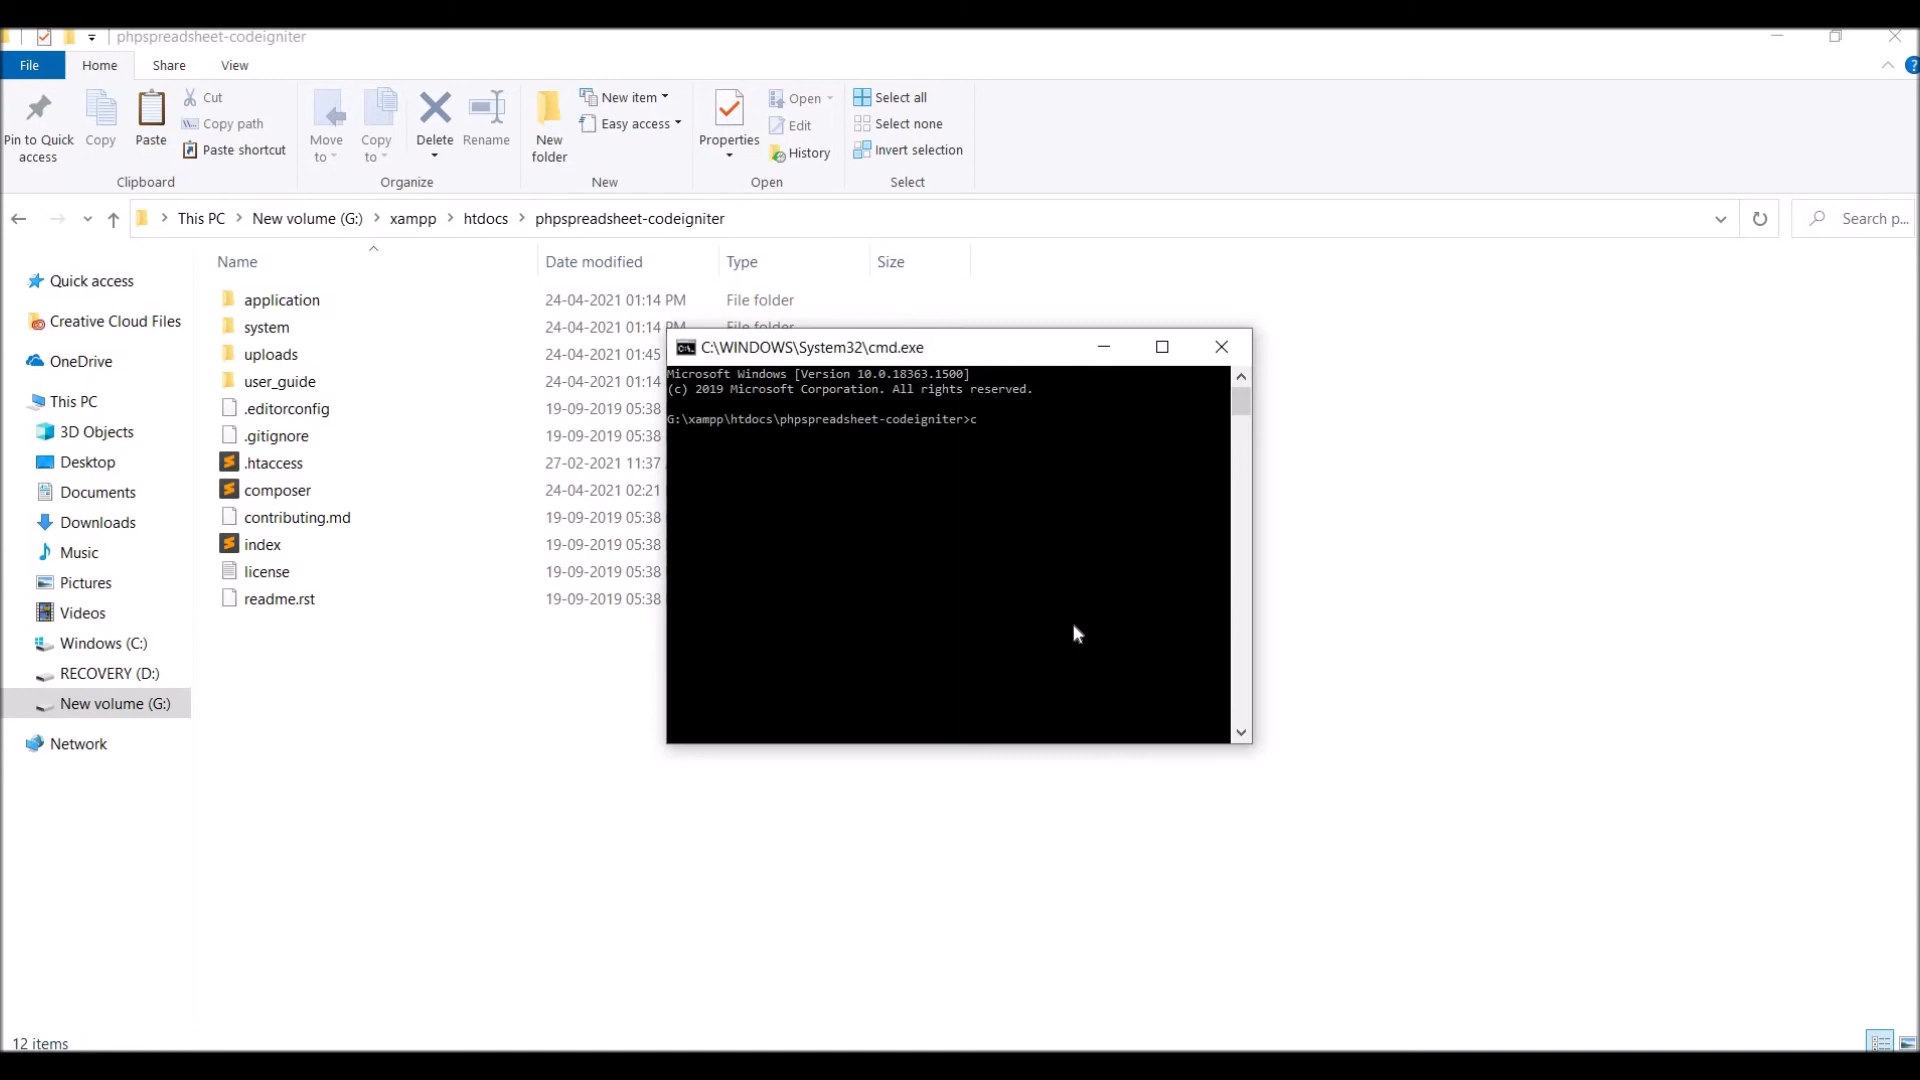 phpspreadsheet-codeigniter
File Home Share View
Pin to Quick access
Copy
Paste
Cut
Copy path
Paste shortcut
Clipboard
Move to
Copy to
Delete
Rename
Organize
New folder
New item
Easy access
New
Properties
Open
Edit
History
Open
Select all
Select none
Invert selection
Select
This PC New volume (G:) xampp htdocs phpspreadsheet-codeigniter
Search p...
Quick access
Creative Cloud Files
OneDrive
This PC
3D Objects
Desktop
Documents
Downloads
Music
Pictures
Videos
Windows (C:)
RECOVERY (D:)
New volume (G:)
Network
Name Date modified Type Size
application 24-04-2021 01:14 PM File folder
system 24-04-2021 01:14 PM File folder
uploads 24-04-2021 01:45
user_guide 24-04-2021 01:14
.editorconfig 19-09-2019 05:38
.gitignore 19-09-2019 05:38
.htaccess 27-02-2021 11:37
composer 24-04-2021 02:21
contributing.md 19-09-2019 05:38
index 19-09-2019 05:38
license 19-09-2019 05:38
readme.rst 19-09-2019 05:38
C:\WINDOWS\System32\cmd.exe
Microsoft Windows [Version 10.0.18363.1500]
(c) 2019 Microsoft Corporation. All rights reserved.
G:\xampp\htdocs\phpspreadsheet-codeigniter>c
12 items